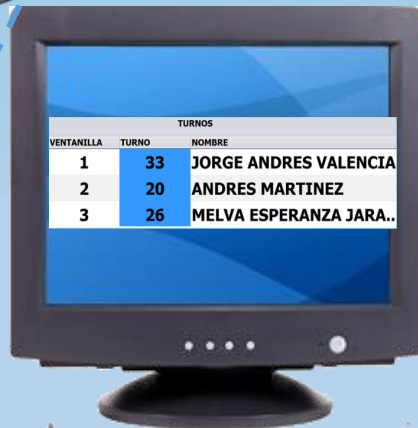 TURNOS
VENTANILLA TURNO NOMBRE
1 33 JORGE ANDRES VALENCIA
2 20 ANDRES MARTINEZ
3 26 MELVA ESPERANZA JARA..